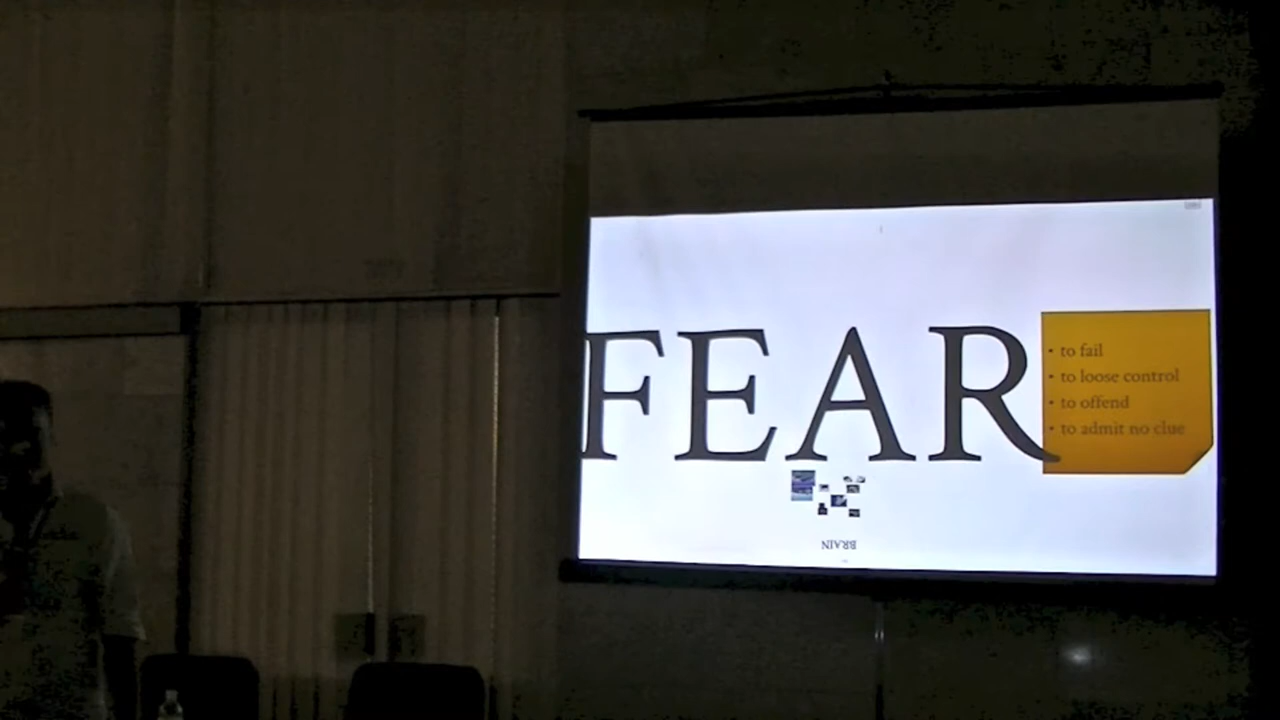 FEAR
• to fail
• to loose control
• to offend
• to admit no clue
BRAIN